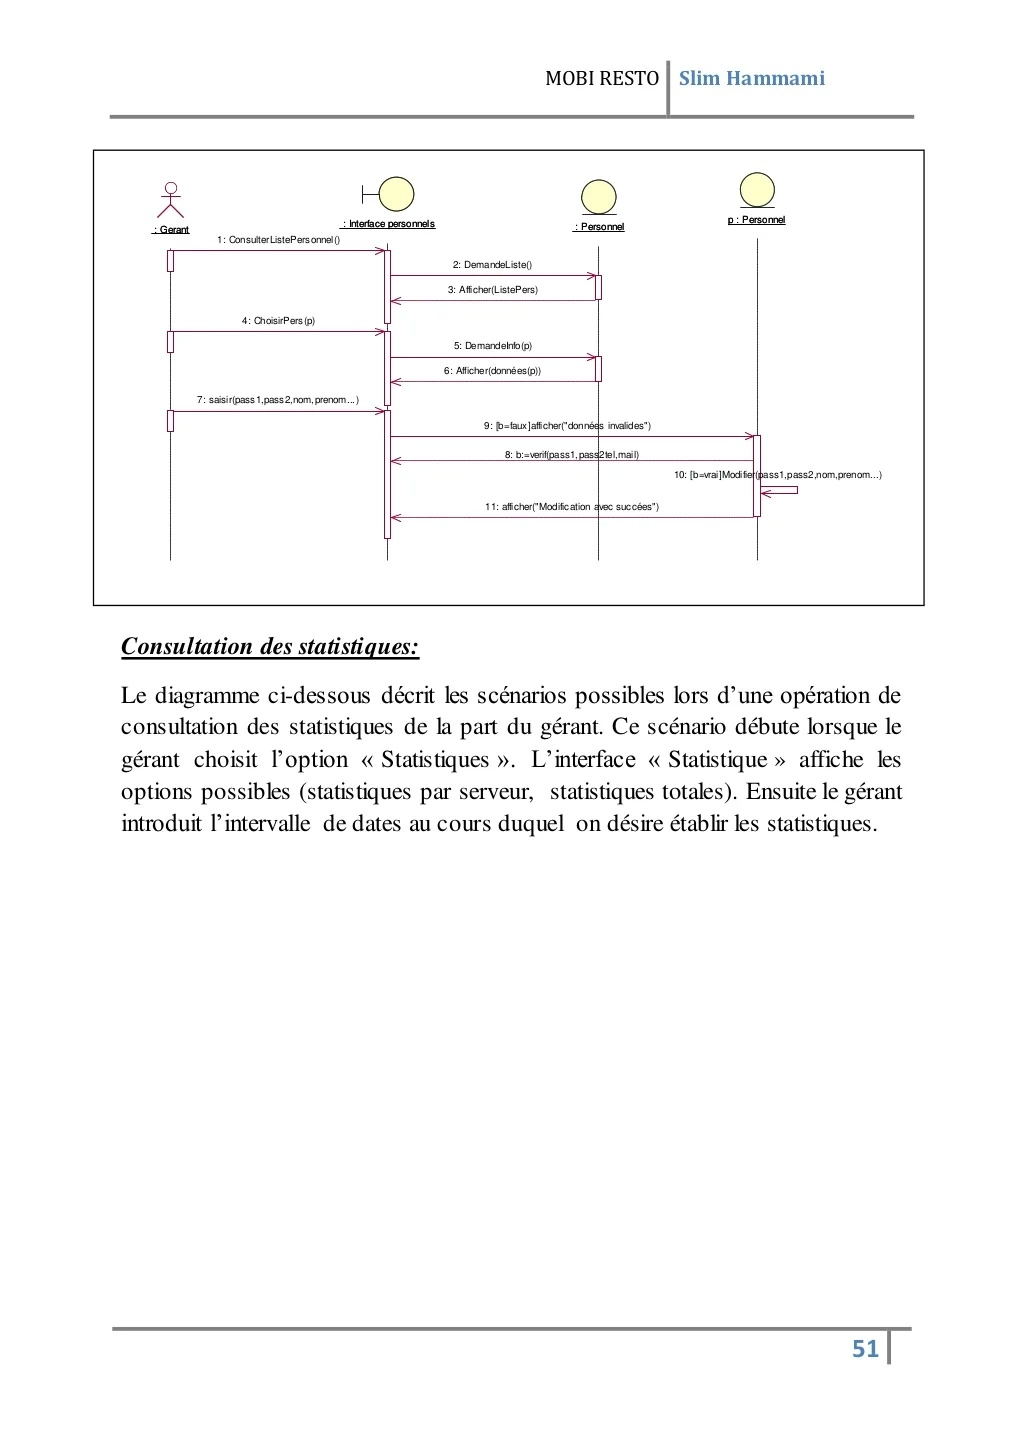 MOBI RESTO Slim Hammami
: Gerant
: Interface personnels
: Personnel
p : Personnel
1: ConsulterListePersonnel()
2: DemandeListe()
3: Afficher(ListePers)
4: ChoisirPers(p)
5: DemandeInfo(p)
6: Afficher(données(p))
7: saisir(pass1,pass2,nom,prenom...)
9: [b=faux]afficher("données invalides")
8: b:=verif(pass1,pass2tel,mail)
10: [b=vrai]Modifier(pass1,pass2,nom,prenom...)
11: afficher("Modification avec succées")
Consultation des statistiques:
Le diagramme ci-dessous décrit les scénarios possibles lors d’une opération de
consultation des statistiques de la part du gérant. Ce scénario débute lorsque le
gérant choisit l’option « Statistiques ». L’interface « Statistique » affiche les
options possibles (statistiques par serveur, statistiques totales). Ensuite le gérant
introduit l’intervalle de dates au cours duquel on désire établir les statistiques.
51